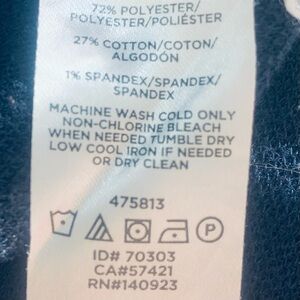 72% POLYESTER/
POLYESTER/POLIÉSTER
27% COTTON/COTON/
ALGODÓN
1% SPANDEX/SPANDEX/
SPANDEX
MACHINE WASH COLD ONLY
NON-CHLORINE BLEACH
WHEN NEEDED TUMBLE DRY
LOW COOL IRON IF NEEDED
OR DRY CLEAN
475813
P
ID# 70303
CA#57421
RN#140923